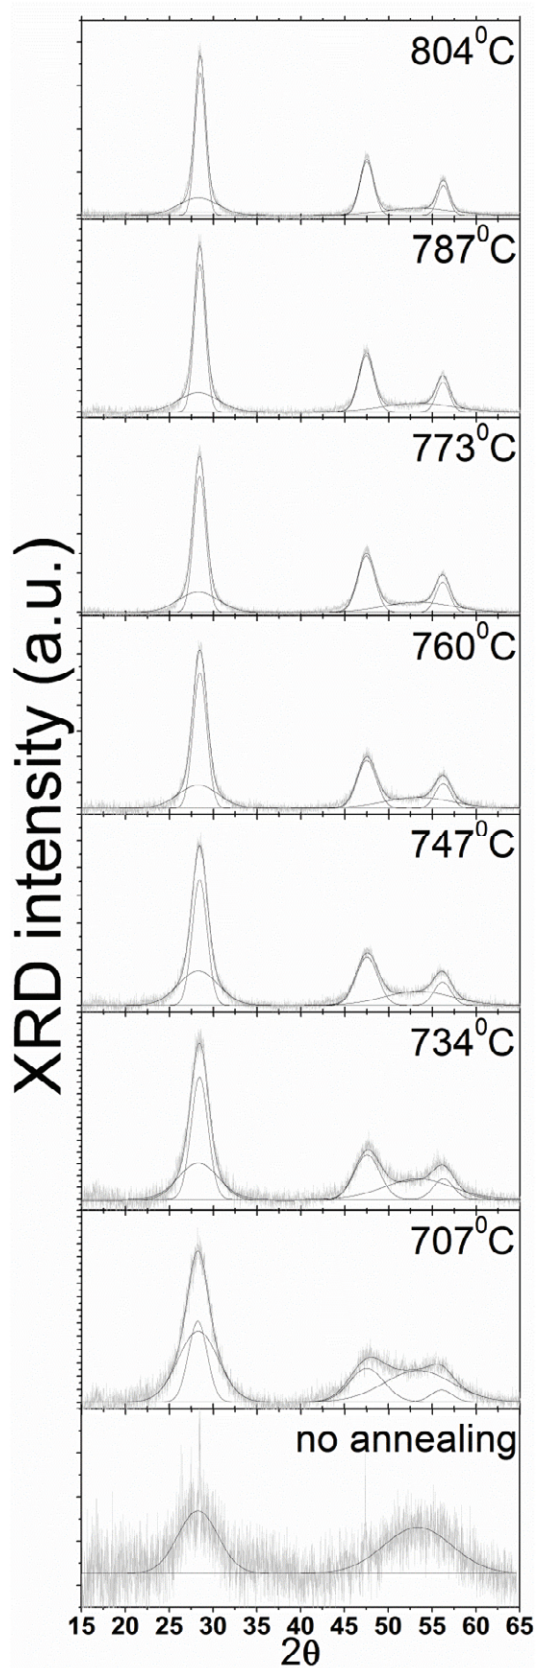 804⁰C
787⁰C
773⁰C
760⁰C
747⁰C
734⁰C
707⁰C
no annealing
XRD intensity (a.u.)
15 20 25 30 35 40 45 50 55 60 65
2θ